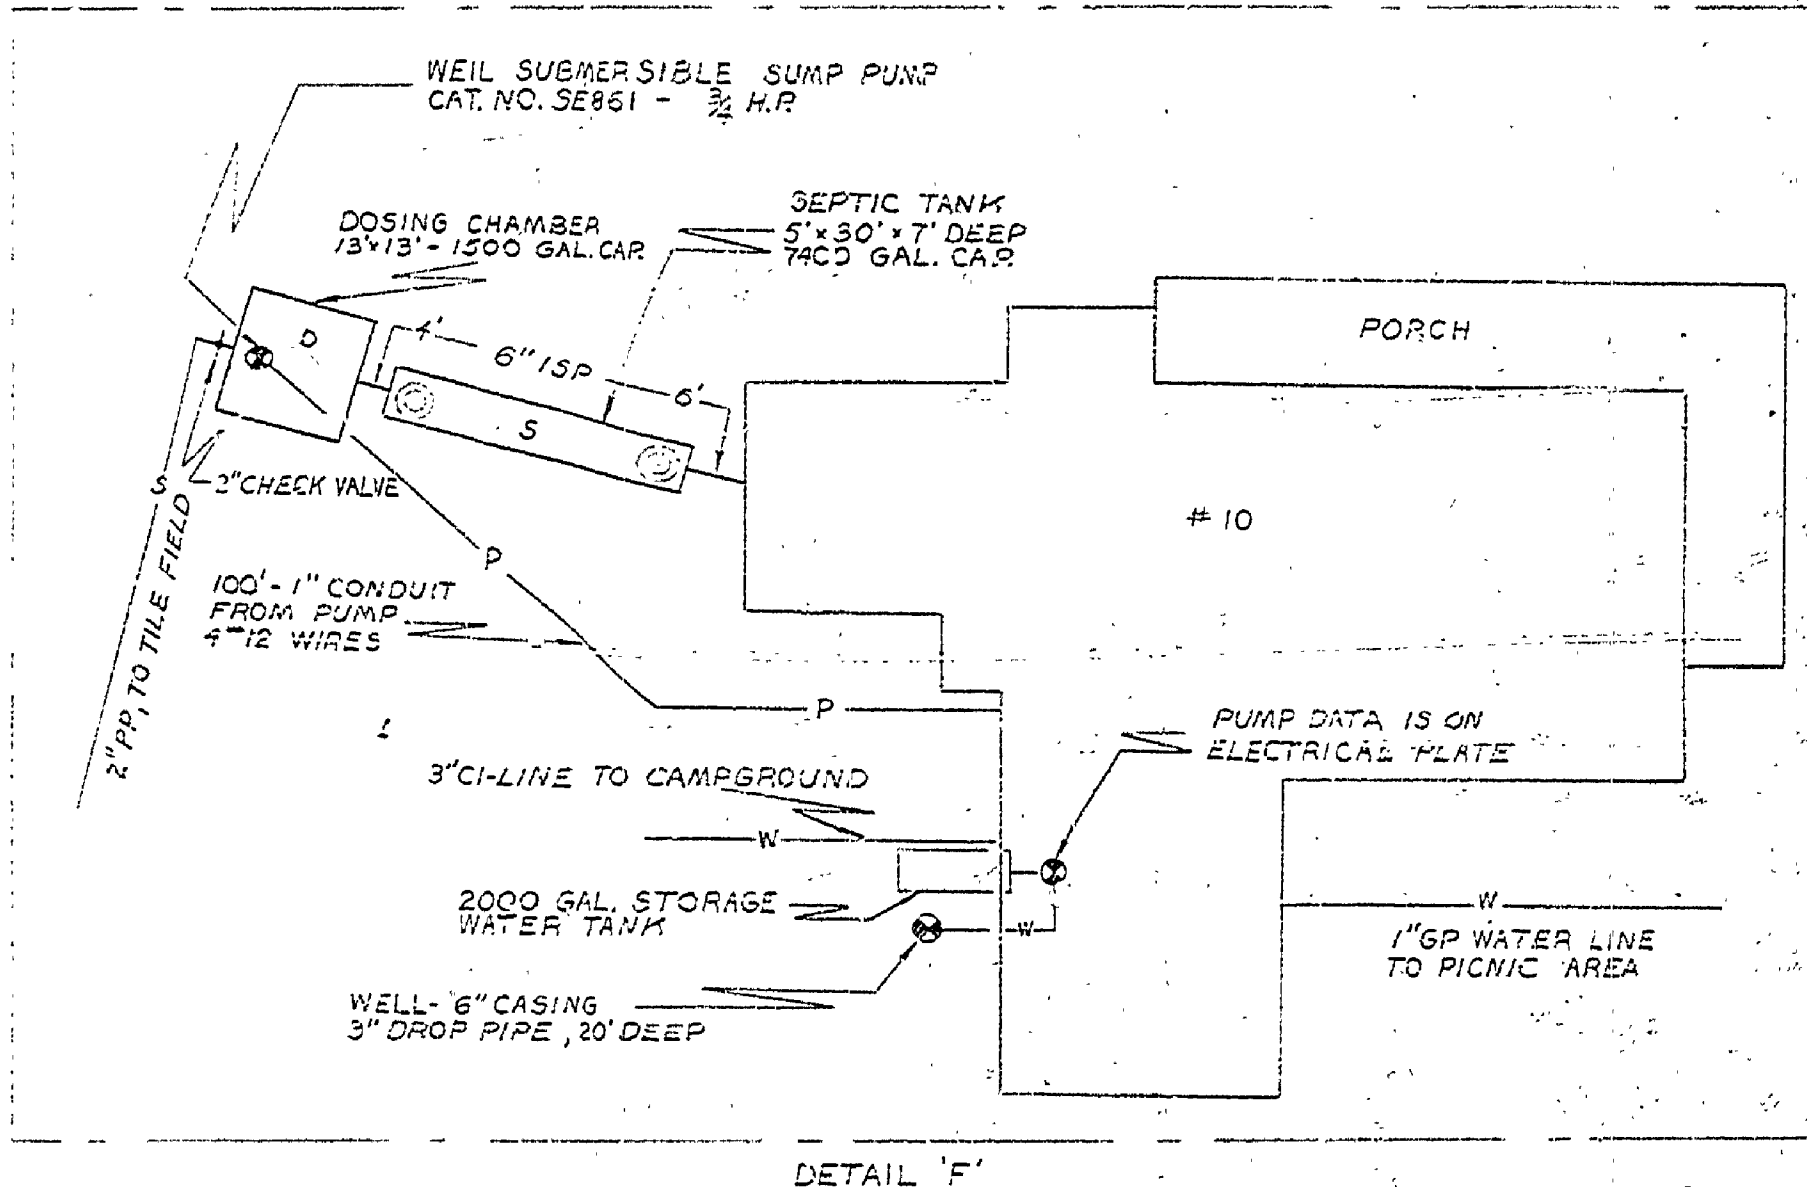 WEIL SUBMERSIBLE SUMP PUMP
CAT. NO. SE861 - 3/4 H.P.
DOSING CHAMBER
13'x13' - 1500 GAL. CAP.
SEPTIC TANK
5' x 30' x 7' DEEP
7400 GAL. CAP.
PORCH
D
4'
6" ISP
6'
S
S
2" CHECK VALVE
# 10
P
100' - 1" CONDUIT
FROM PUMP
4-#12 WIRES
2" PP, TO TILE FIELD
P
PUMP DATA IS ON
ELECTRICAL PLATE
3" CI-LINE TO CAMPGROUND
W
2000 GAL. STORAGE
WATER TANK
W
W
1" GP WATER LINE
TO PICNIC AREA
WELL - 6" CASING
3" DROP PIPE, 20' DEEP
DETAIL 'F'